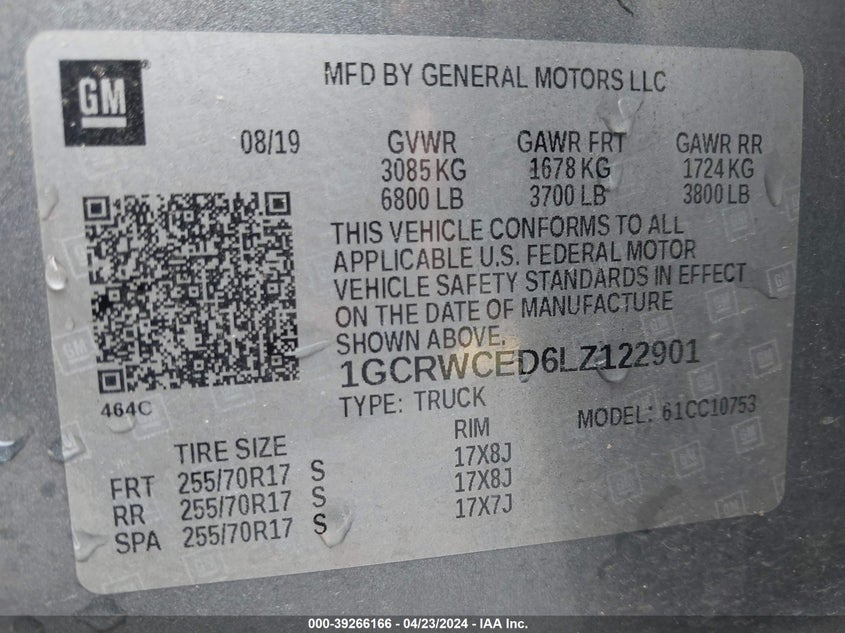 GM
MFD BY GENERAL MOTORS LLC
08/19 GVWR GAWR FRT GAWR RR
3085 KG 1678 KG 1724 KG
6800 LB 3700 LB 3800 LB
THIS VEHICLE CONFORMS TO ALL
APPLICABLE U.S. FEDERAL MOTOR
VEHICLE SAFETY STANDARDS IN EFFECT
ON THE DATE OF MANUFACTURE
SHOWN ABOVE.
1GCRWCED6LZ122901
464C
TYPE: TRUCK MODEL: 61CC10753
TIRE SIZE RIM
FRT 255/70R17 S 17X8J
RR 255/70R17 S 17X8J
SPA 255/70R17 S 17X7J
000-39266166 - 04/23/2024 - IAA Inc.